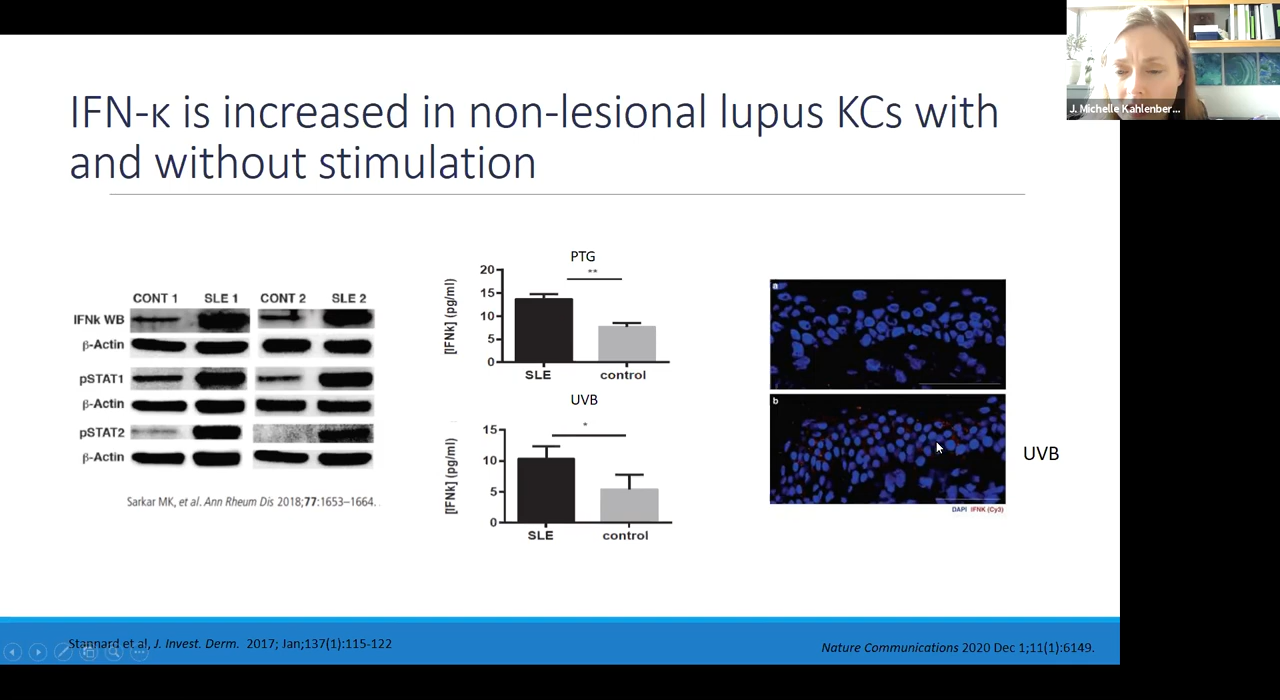 J. Michelle Kahlenber...
IFN-κ is increased in non-lesional lupus KCs with
and without stimulation
CONT 1 SLE 1 CONT 2 SLE 2
IFNk WB
β-Actin
pSTAT1
β-Actin
pSTAT2
β-Actin
Sarkar MK, et al. Ann Rheum Dis 2018;77:1653–1664. .
PTG
**
[IFNk] (pg/ml)
20
15
10
5
0
SLE control
UVB
*
[IFNk] (pg/ml)
15
10
5
0
SLE control
a
b
UVB
DAPI IFNK (Cy3)
Stannard et al, J. Invest. Derm. 2017; Jan;137(1):115-122
Nature Communications 2020 Dec 1;11(1):6149.